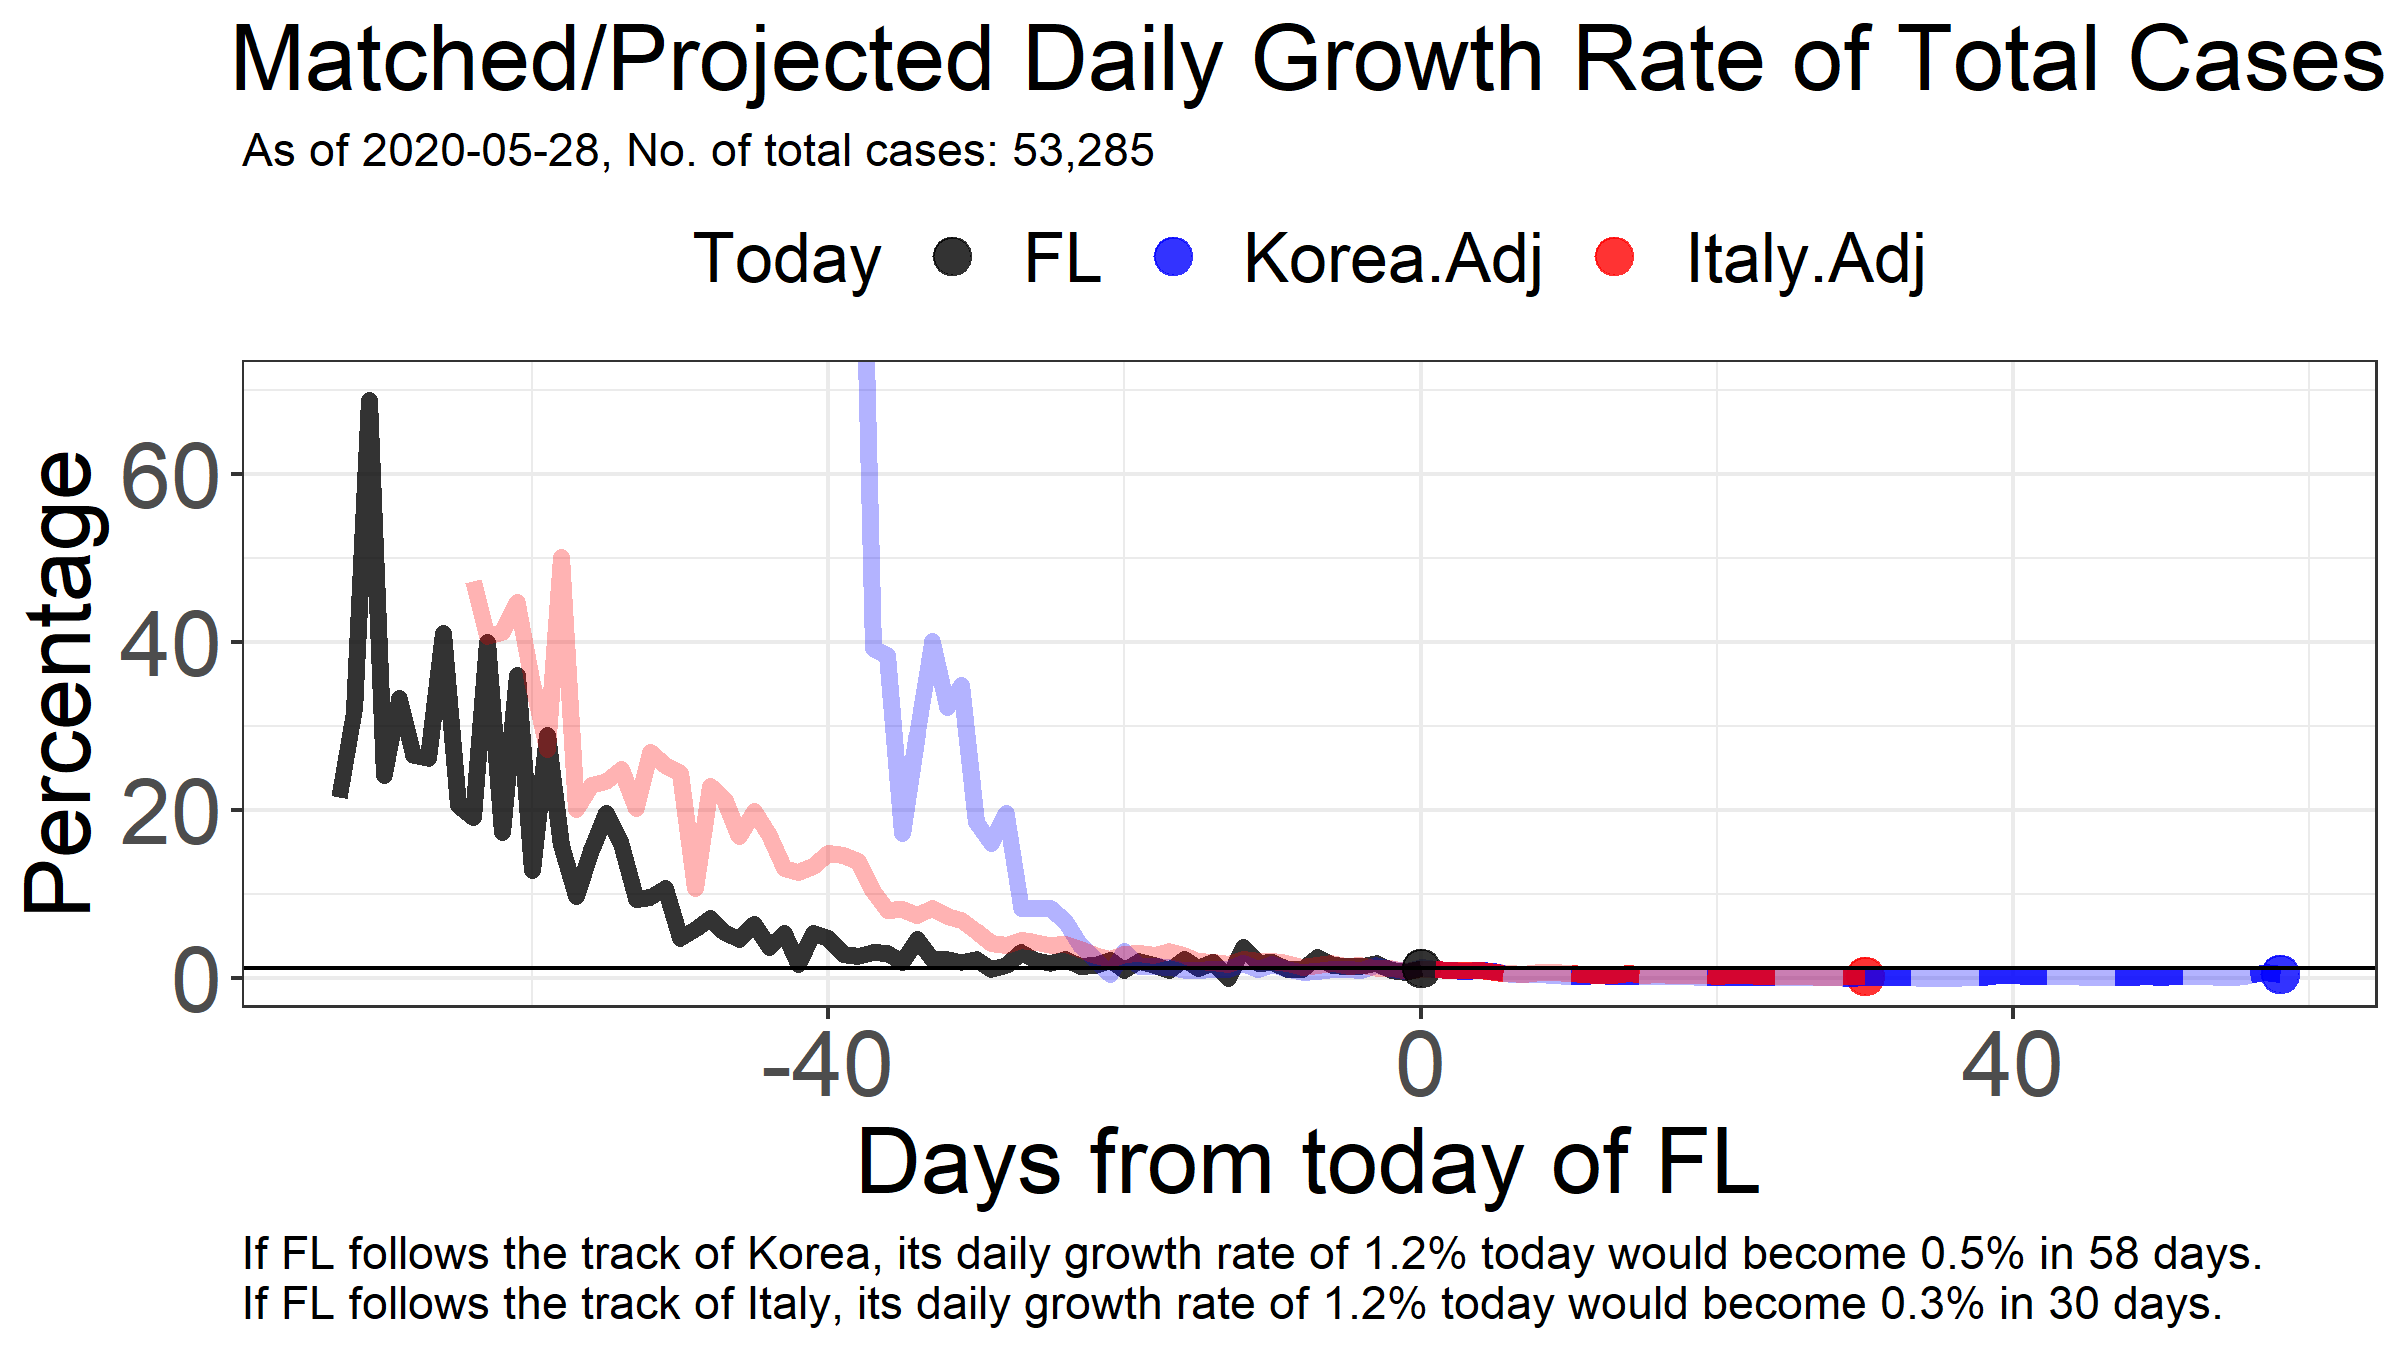 Matched/Projected Daily Growth Rate of Total Cases
As of 2020-05-28, No. of total cases: 53,285
Today FL Korea.Adj Italy.Adj
Percentage
60
40
20
0
-40 0 40
Days from today of FL
If FL follows the track of Korea, its daily growth rate of 1.2% today would become 0.5% in 58 days.
If FL follows the track of Italy, its daily growth rate of 1.2% today would become 0.3% in 30 days.